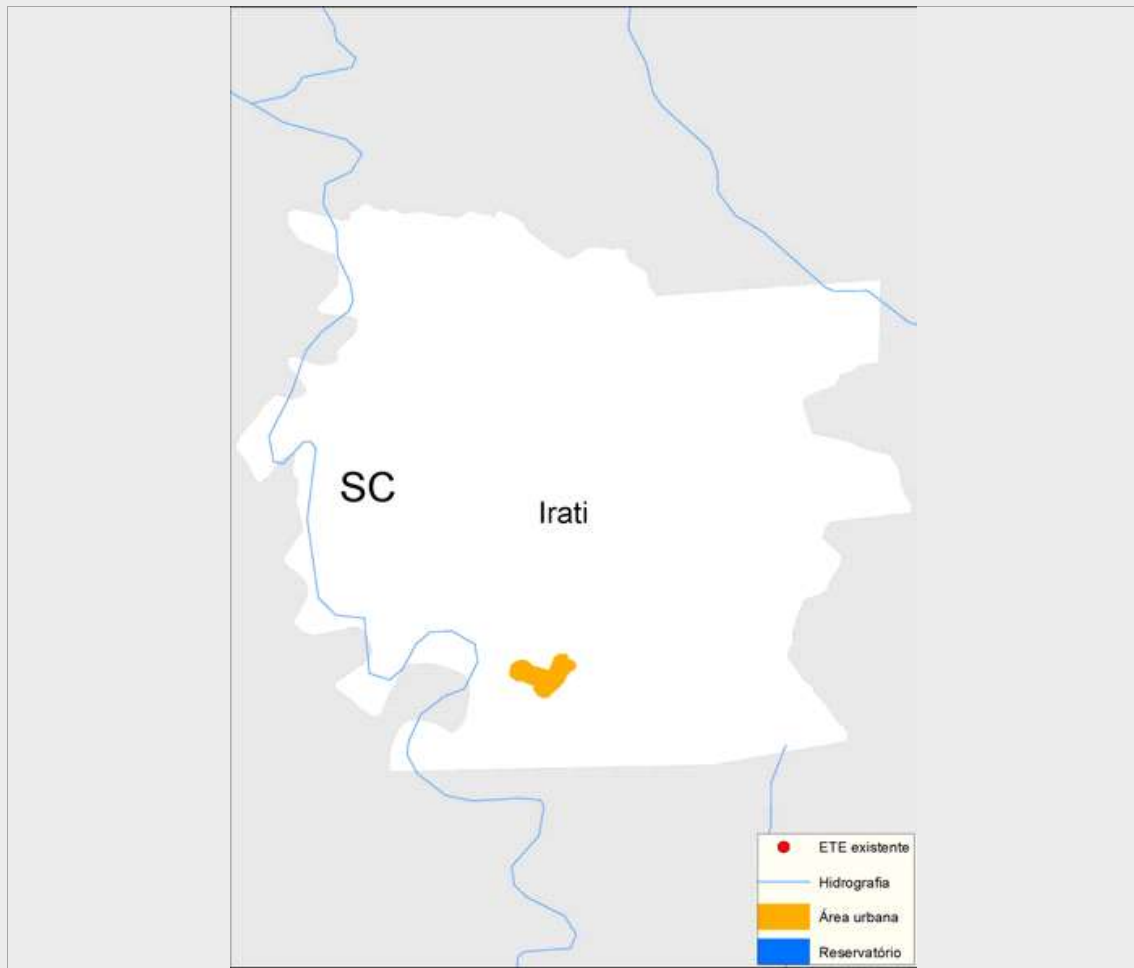 SC
Irati
ETE existente
Hidrografia
Área urbana
Reservatório